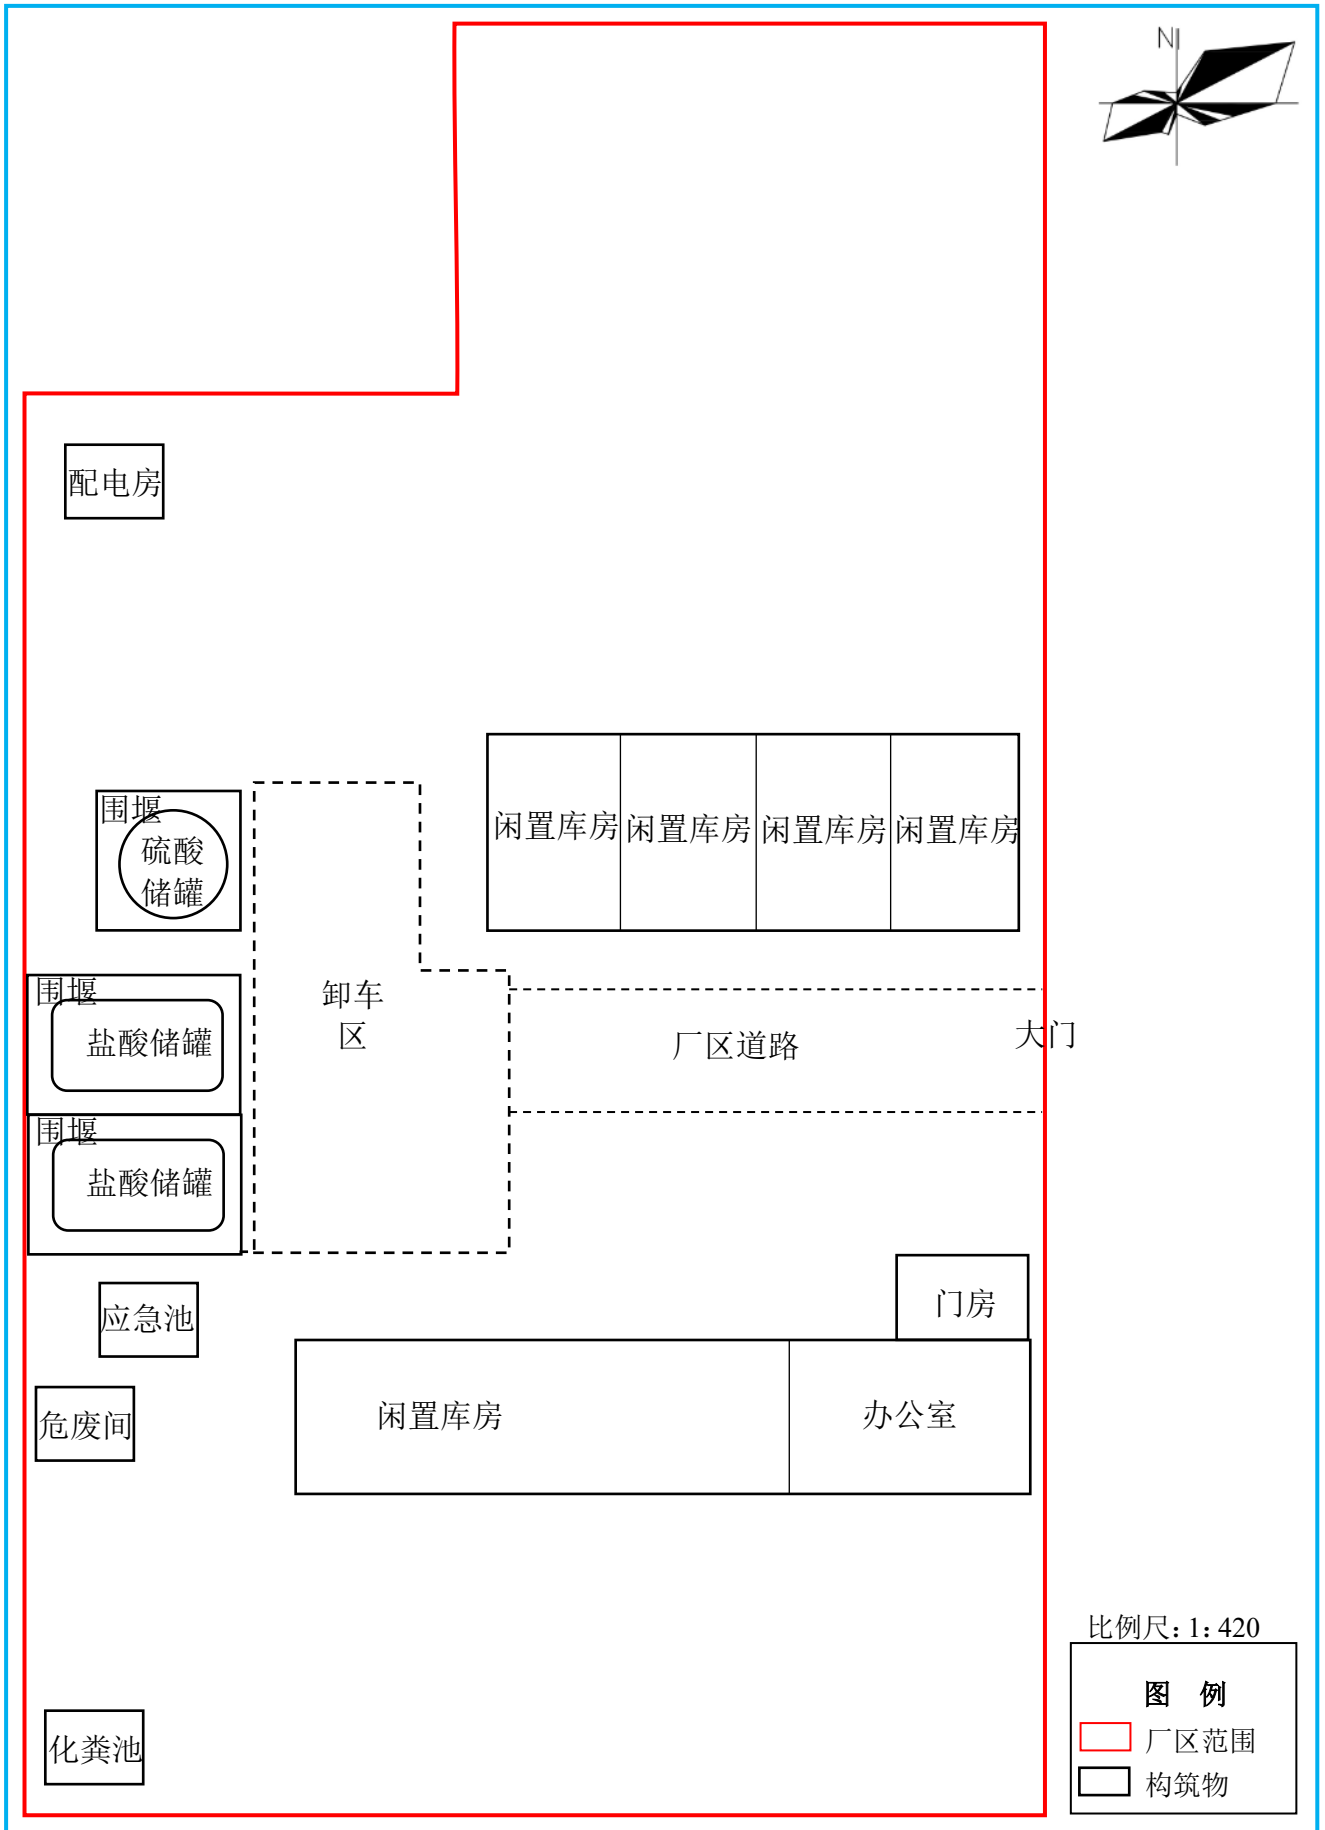 N
配电房
闲置库房
闲置库房
闲置库房
闲置库房
围堰
硫酸
储罐
围堰
盐酸储罐
卸车
区
厂区道路
大门
围堰
盐酸储罐
应急池
门房
危废间
闲置库房
办公室
比例尺: 1: 420
图 例
厂区范围
构筑物
化粪池